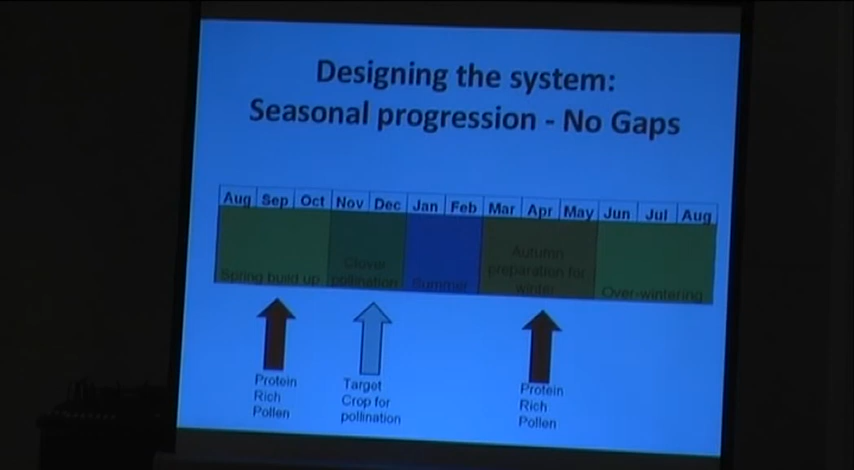 Designing the system:
Seasonal progression - No Gaps
Aug Sep Oct Nov Dec Jan Feb Mar Apr May Jun Jul Aug
Spring build up
Clover
pollination
Summer
Autumn
preparation for
winter
Over-wintering
Protein
Rich
Pollen
Target
Crop for
pollination
Protein
Rich
Pollen